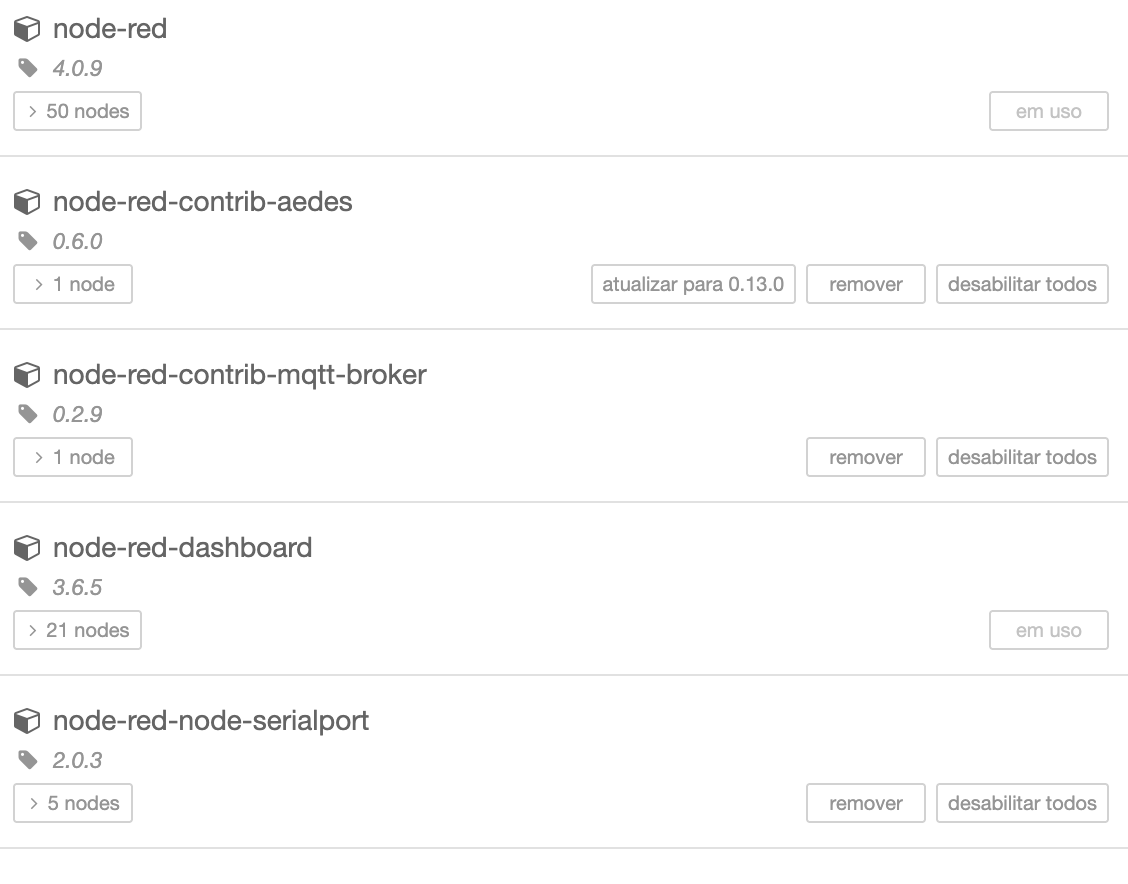 node-red
4.0.9
> 50 nodes em uso
node-red-contrib-aedes
0.6.0
> 1 node atualizar para 0.13.0 remover desabilitar todos
node-red-contrib-mqtt-broker
0.2.9
> 1 node remover desabilitar todos
node-red-dashboard
3.6.5
> 21 nodes em uso
node-red-node-serialport
2.0.3
> 5 nodes remover desabilitar todos